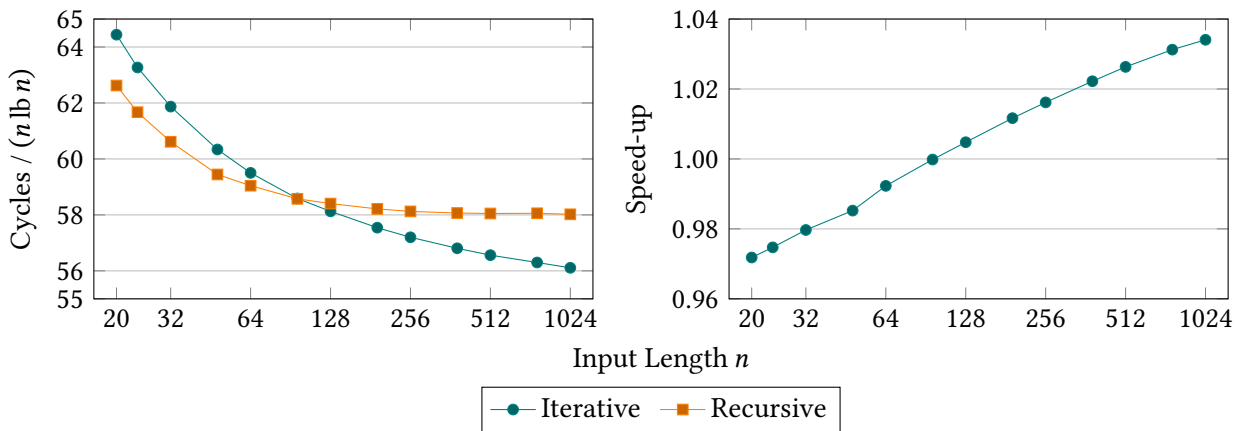 Cycles / (n lb n)
65
64
62
60
58
56
55
20 32 64 128 256 512 1024
Speed-up
1.04
1.02
1.00
0.98
0.96
20 32 64 128 256 512 1024
Input Length n
Iterative Recursive